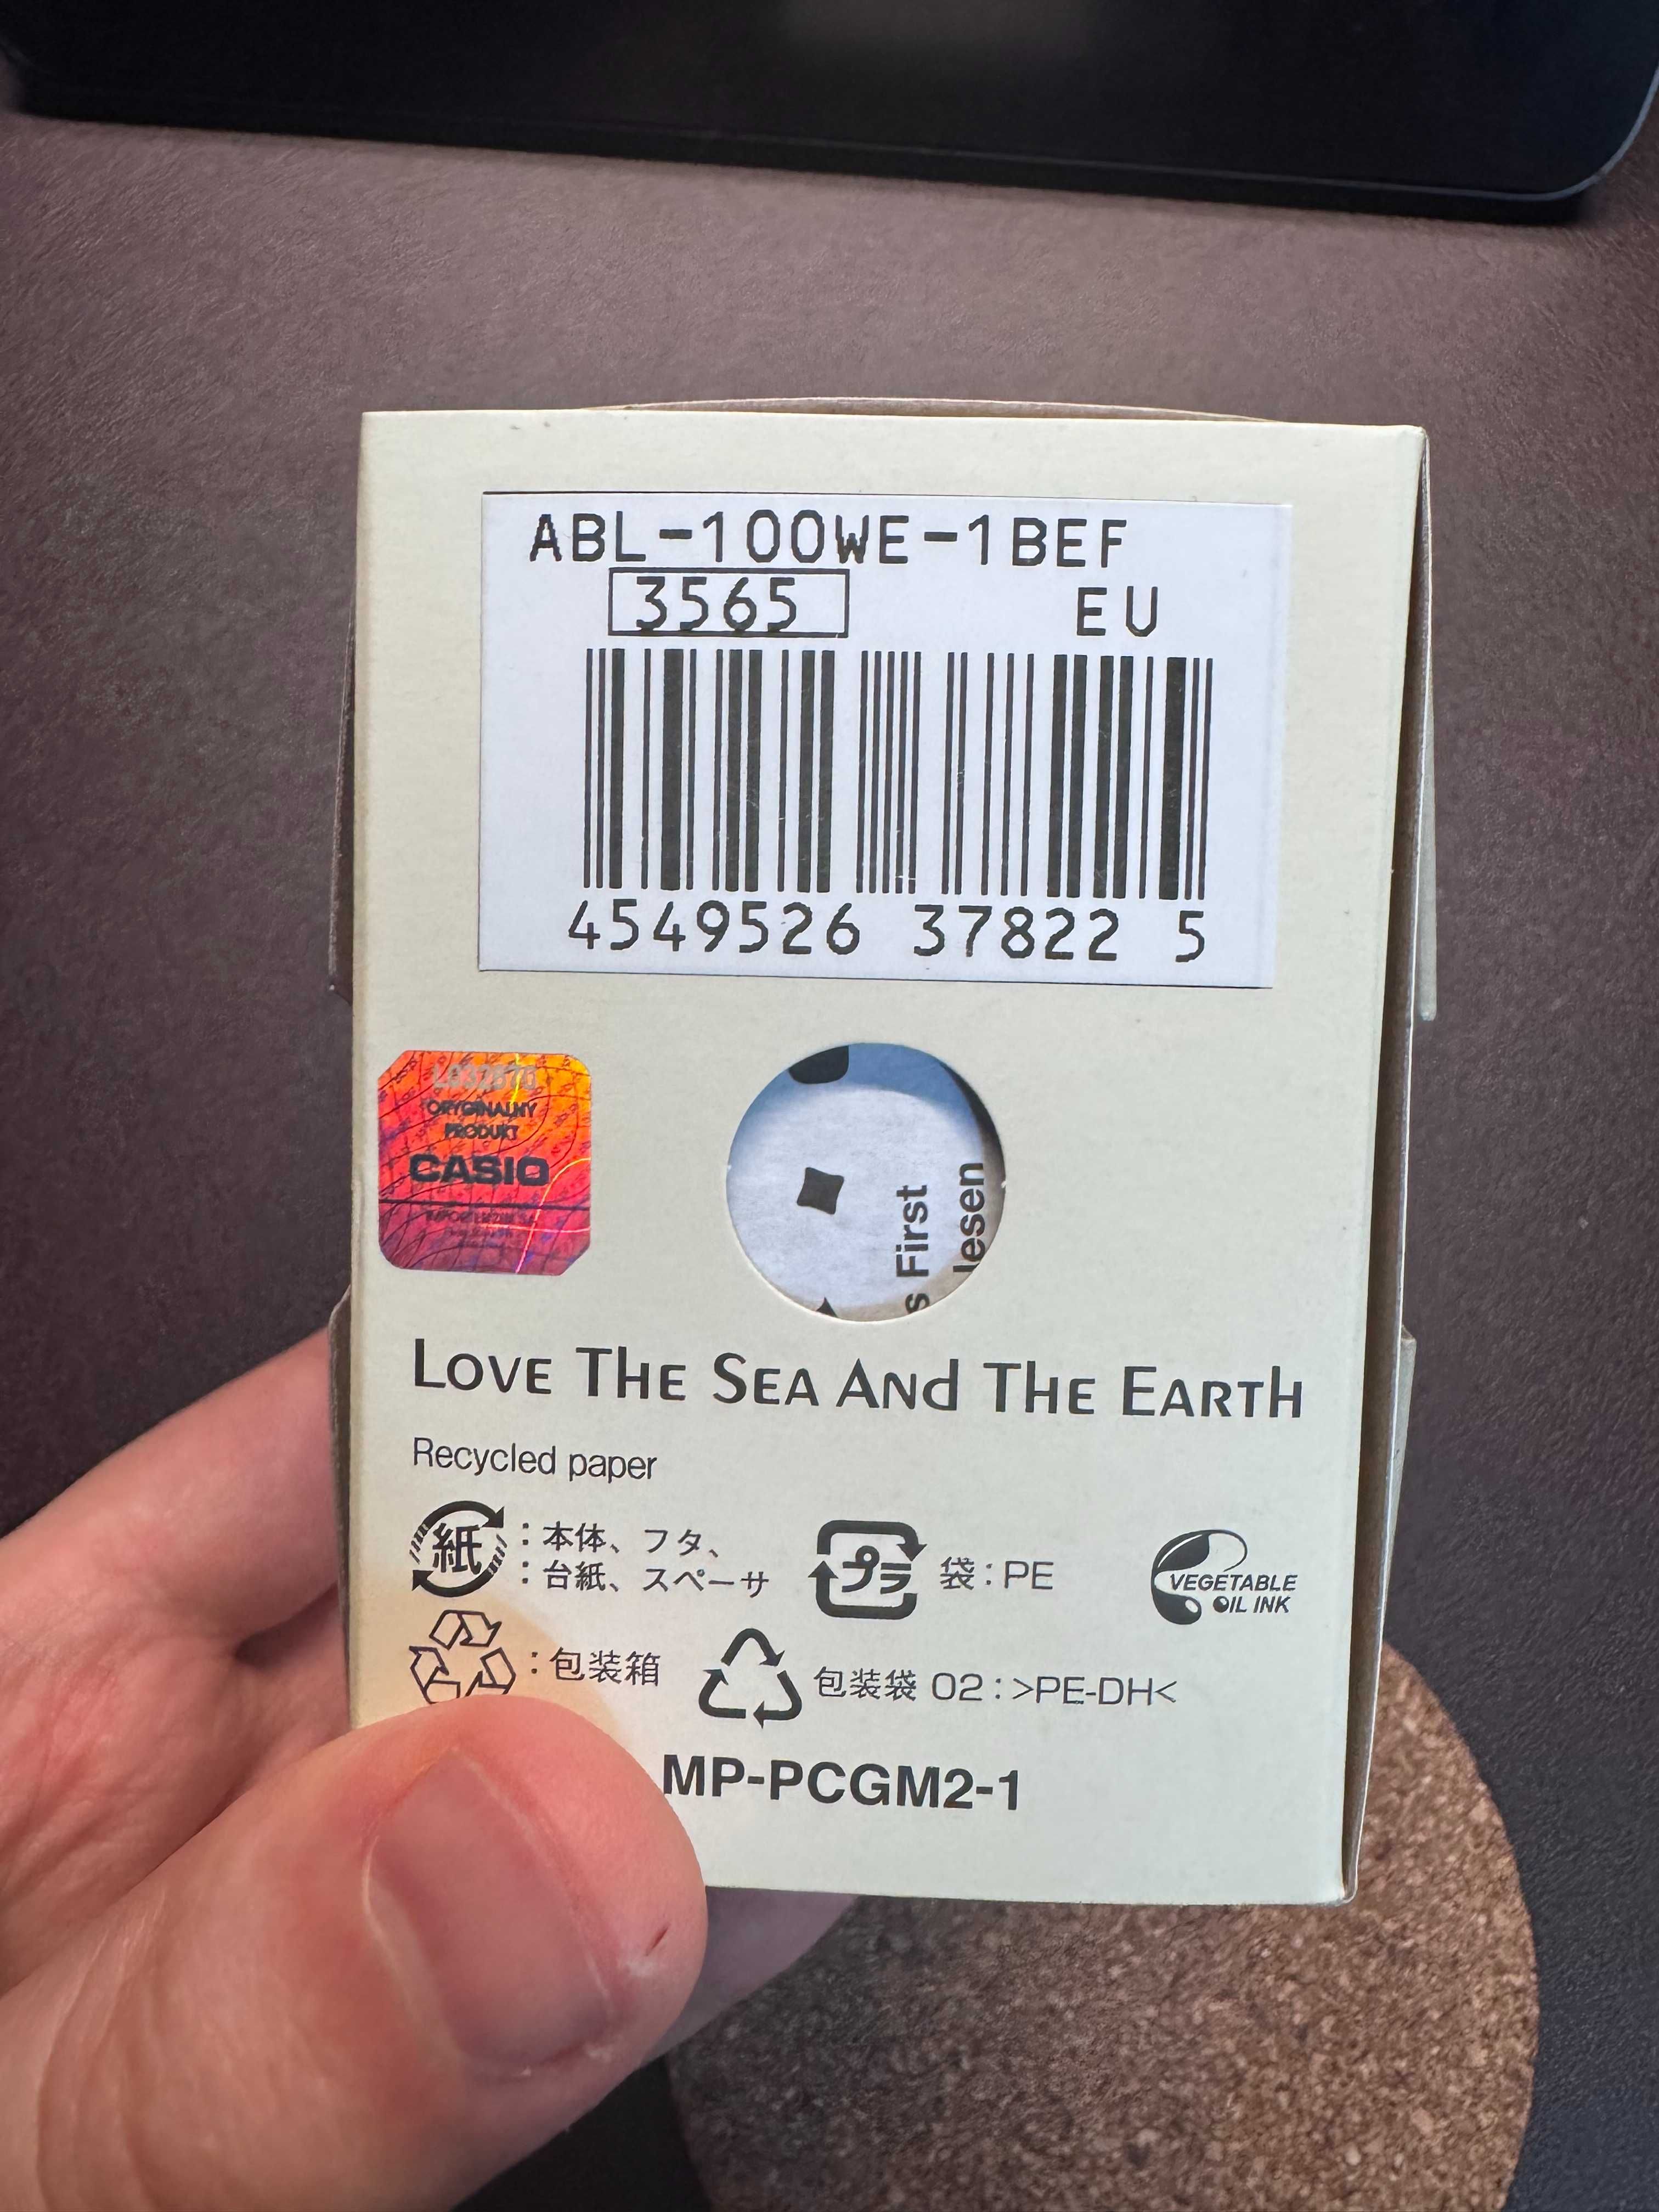 ABL-100WE-1BEF
3565 EU
4549526 37822 5
ORYGINALNY
PRODUKT
CASIO
s First
lesen
LOVE THE SEA AND THE EARTH
Recycled paper
紙 : 本体、フタ、
: 台紙、スペーサ
プラ 袋 : PE
VEGETABLE
OIL INK
: 包装箱
包装袋 02 : >PE-DH<
MP-PCGM2-1